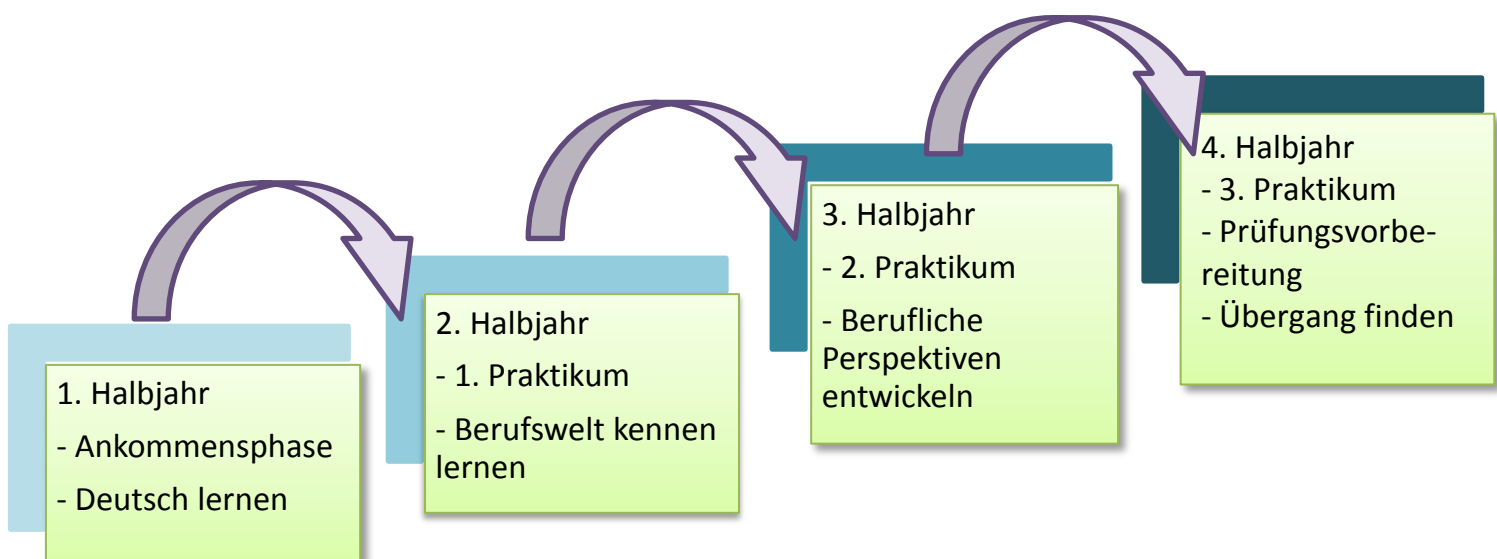 1. Halbjahr
- Ankommensphase
- Deutsch lernen
2. Halbjahr
- 1. Praktikum
- Berufswelt kennen
lernen
3. Halbjahr
- 2. Praktikum
- Berufliche
Perspektiven
entwickeln
4. Halbjahr
- 3. Praktikum
- Prüfungsvorbe-
reitung
- Übergang finden